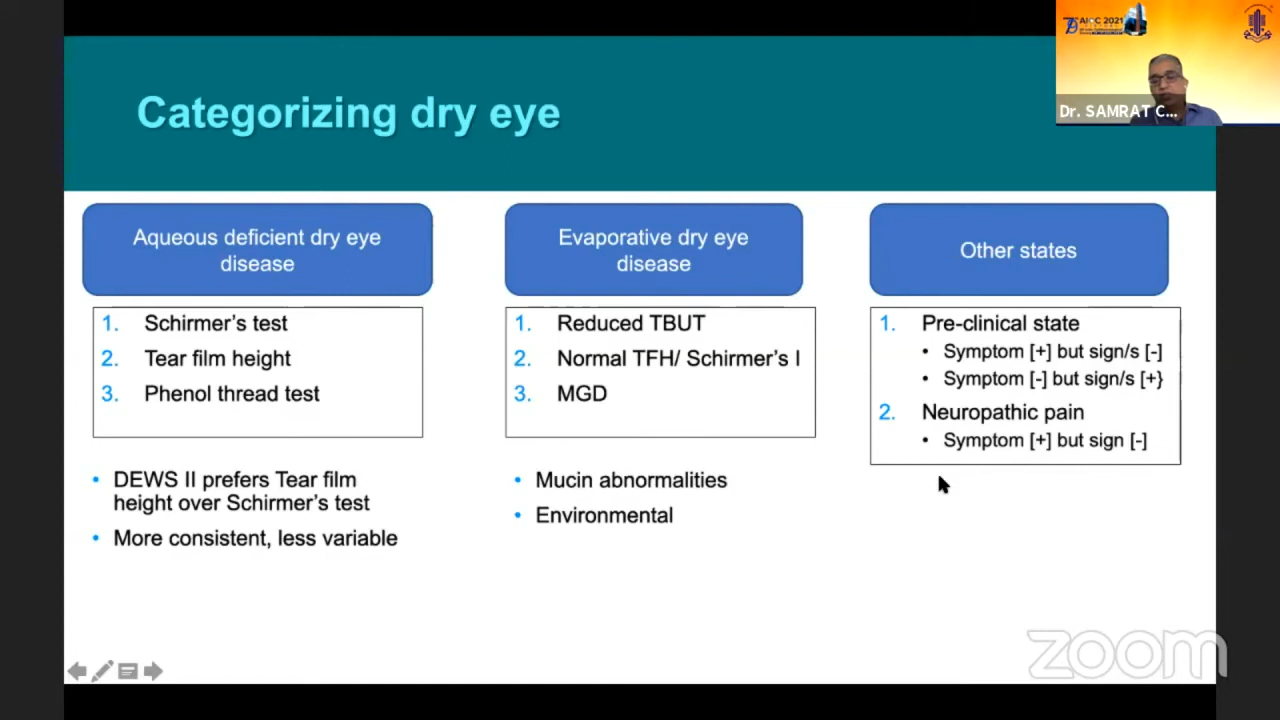 Categorizing dry eye
AIOC 2021
Dr. SAMRAT C...
Aqueous deficient dry eye
disease
1. Schirmer's test
2. Tear film height
3. Phenol thread test
• DEWS II prefers Tear film
height over Schirmer's test
• More consistent, less variable
Evaporative dry eye
disease
1. Reduced TBUT
2. Normal TFH/ Schirmer's I
3. MGD
• Mucin abnormalities
• Environmental
Other states
1. Pre-clinical state
• Symptom [+] but sign/s [-]
• Symptom [-] but sign/s [+}
2. Neuropathic pain
• Symptom [+] but sign [-]
zoom